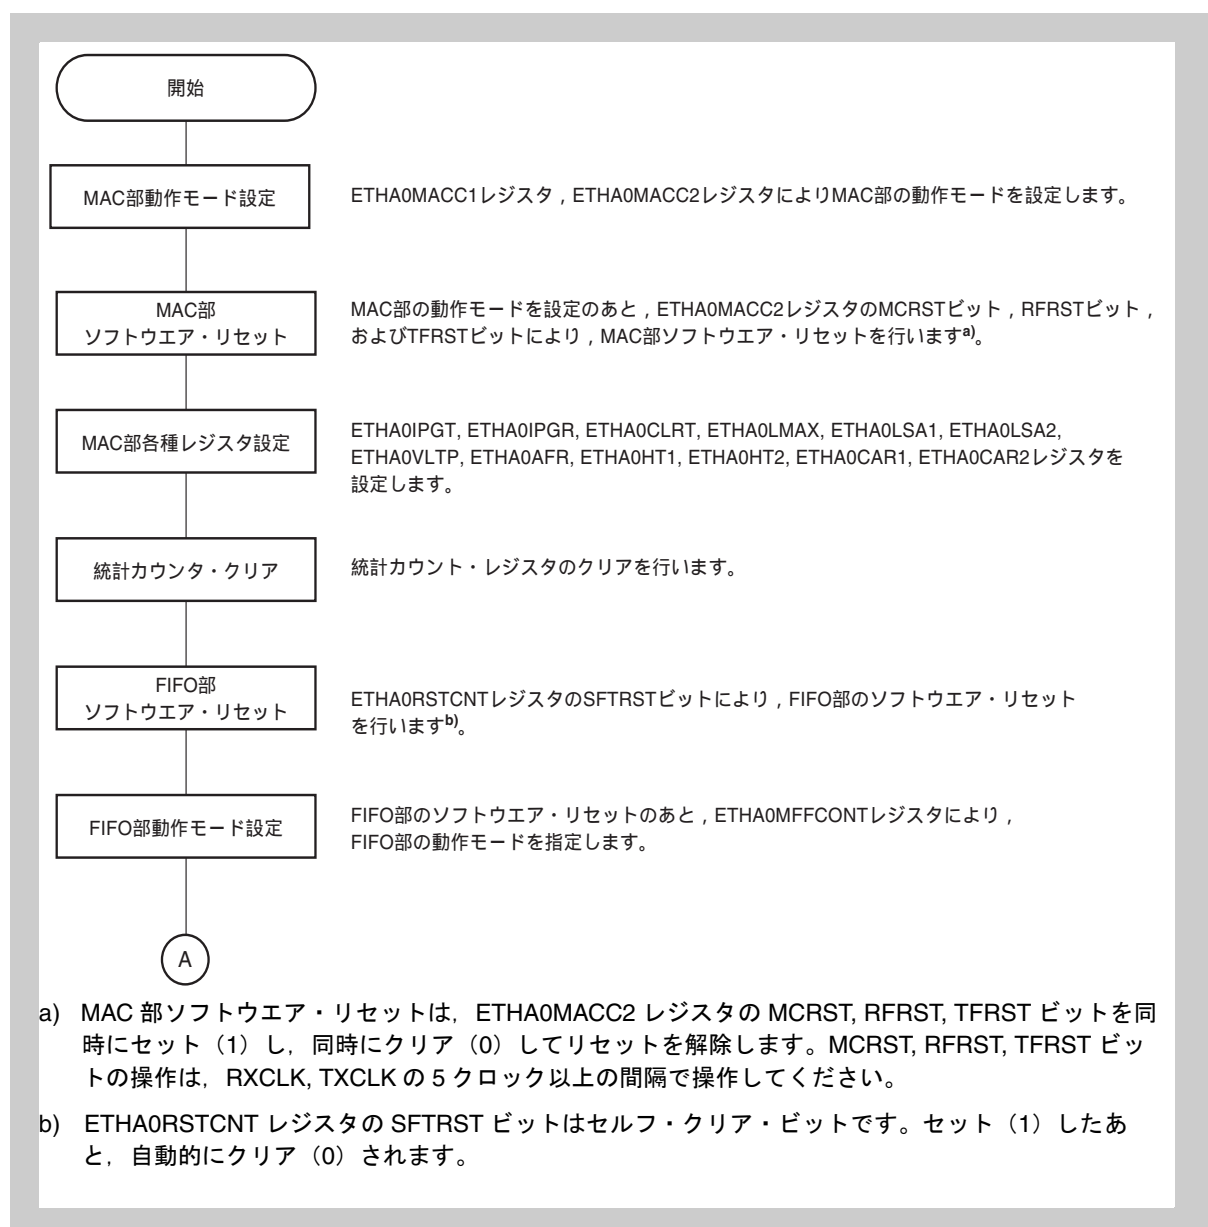 開始
MAC部動作モード設定
ETHA0MACC1レジスタ，ETHA0MACC2レジスタによりMAC部の動作モードを設定します。
MAC部
ソフトウエア・リセット
MAC部の動作モードを設定のあと，ETHA0MACC2レジスタのMCRSTビット，RFRSTビット，
およびTFRSTビットにより，MAC部ソフトウエア・リセットを行いますa)。
MAC部各種レジスタ設定
ETHA0IPGT, ETHA0IPGR, ETHA0CLRT, ETHA0LMAX, ETHA0LSA1, ETHA0LSA2,
ETHA0VLTP, ETHA0AFR, ETHA0HT1, ETHA0HT2, ETHA0CAR1, ETHA0CAR2レジスタを
設定します。
統計カウンタ・クリア
統計カウント・レジスタのクリアを行います。
FIFO部
ソフトウエア・リセット
ETHA0RSTCNTレジスタのSFTRSTビットにより，FIFO部のソフトウエア・リセット
を行いますb)。
FIFO部動作モード設定
FIFO部のソフトウエア・リセットのあと，ETHA0MFFCONTレジスタにより，
FIFO部の動作モードを指定します。
A
a) MAC 部ソフトウエア・リセットは，ETHA0MACC2 レジスタの MCRST, RFRST, TFRST ビットを同
時にセット（1）し，同時にクリア（0）してリセットを解除します。MCRST, RFRST, TFRST ビッ
トの操作は，RXCLK, TXCLK の 5 クロック以上の間隔で操作してください。
b) ETHA0RSTCNT レジスタの SFTRST ビットはセルフ・クリア・ビットです。セット（1）したあ
と，自動的にクリア（0）されます。